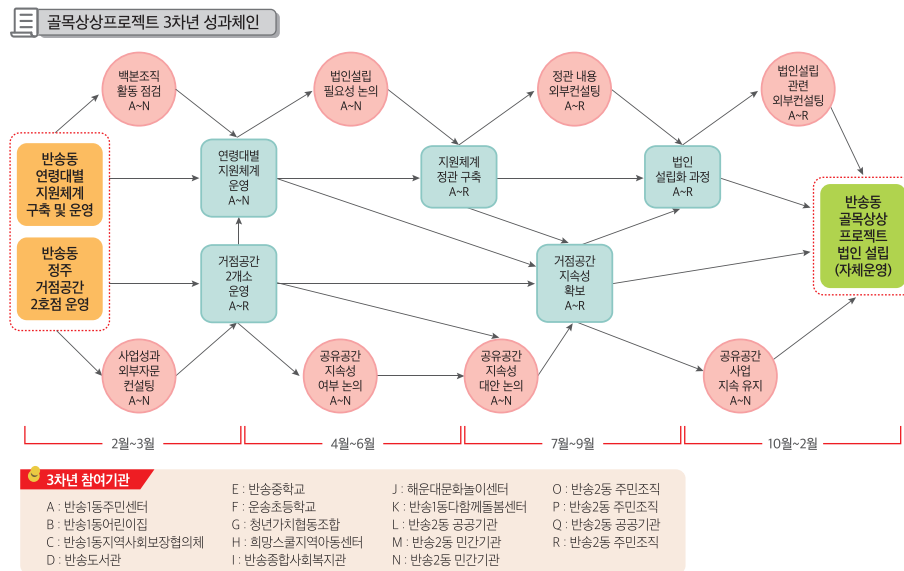 골목상상프로젝트 3차년 성과체인
백본조직
활동 점검
A~N
법인설립
필요성 논의
A~N
정관 내용
외부컨설팅
A~R
법인설립
관련
외부컨설팅
A~R
반송동
연령대별
지원체계
구축 및 운영
연령대별
지원체계
운영
A~N
지원체계
정관 구축
A~R
법인
설립화 과정
A~R
반송동
골목상상
프로젝트
법인 설립
(자체운영)
반송동
정주
거점공간
2호점 운영
거점공간
2개소
운영
A~R
거점공간
지속성
확보
A~R
사업성과
외부자문
컨설팅
A~N
공유공간
지속성
여부 논의
A~N
공유공간
지속성
대안 논의
A~N
공유공간
사업
지속 유지
A~N
2월~3월
4월~6월
7월~9월
10월~2월
3차년 참여기관
A : 반송1동주민센터
B : 반송1동어린이집
C : 반송1동지역사회보장협의체
D : 반송도서관
E : 반송중학교
F : 운송초등학교
G : 청년가치협동조합
H : 희망스쿨지역아동센터
I : 반송종합사회복지관
J : 해운대문화놀이센터
K : 반송1동다함께돌봄센터
L : 반송2동 공공기관
M : 반송2동 민간기관
N : 반송2동 민간기관
O : 반송2동 주민조직
P : 반송2동 주민조직
Q : 반송2동 공공기관
R : 반송2동 주민조직